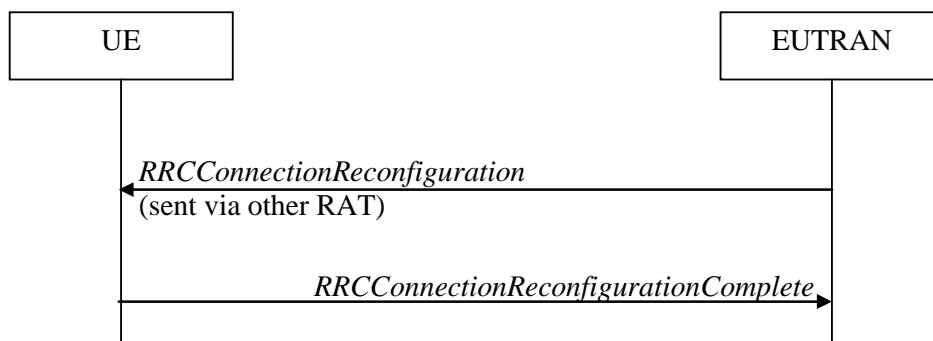 UE
EUTRAN
RRCConnectionReconfiguration
(sent via other RAT)
RRCConnectionReconfigurationComplete